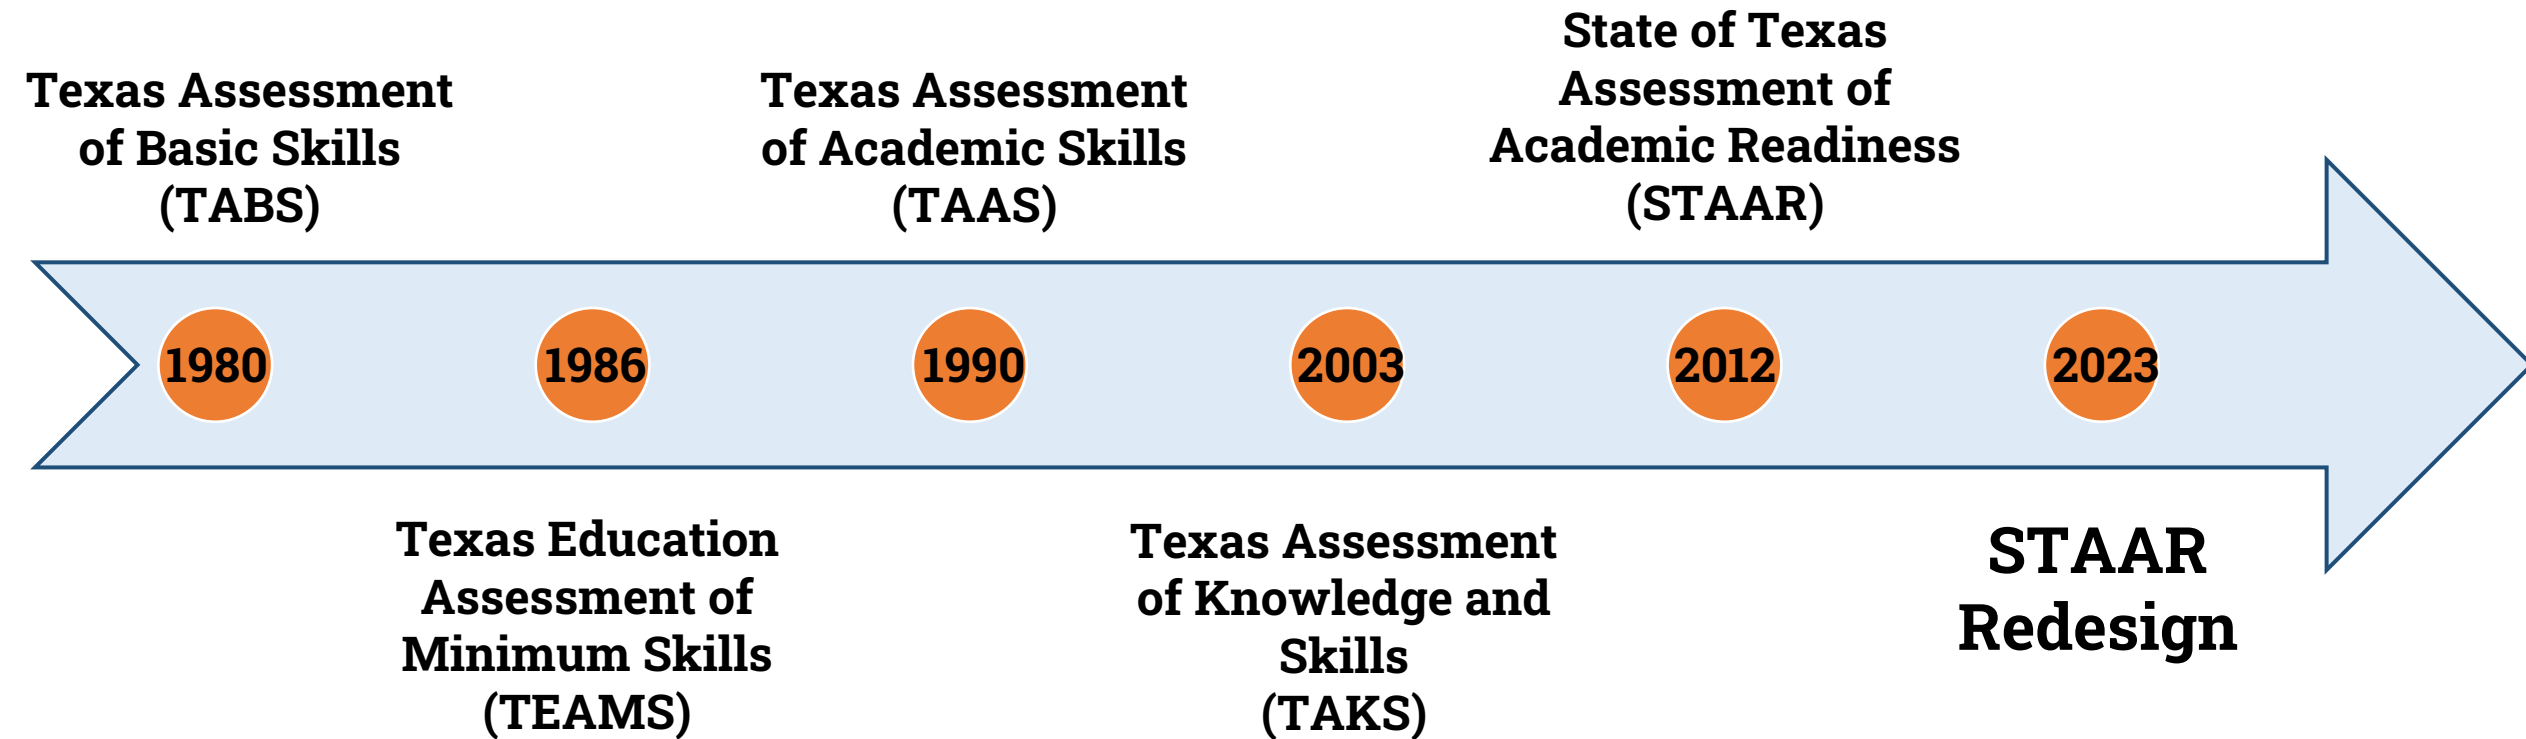 Texas Assessment
of Basic Skills
(TABS)
Texas Assessment
of Academic Skills
(TAAS)
State of Texas
Assessment of
Academic Readiness
(STAAR)
1980
1986
1990
2003
2012
2023
Texas Education
Assessment of
Minimum Skills
(TEAMS)
Texas Assessment
of Knowledge and
Skills
(TAKS)
STAAR
Redesign